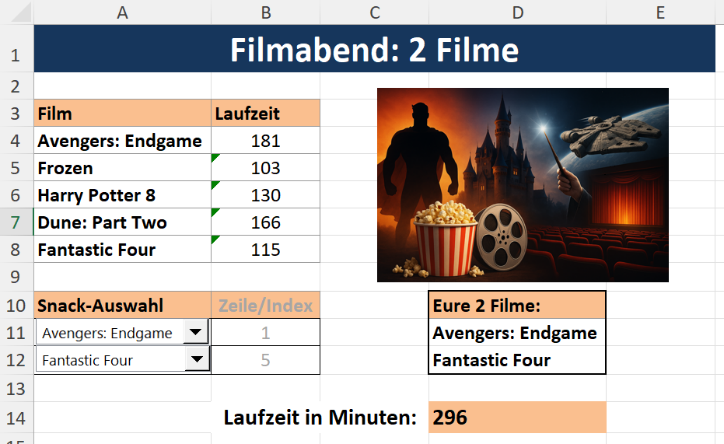 A B C D E
1 Filmabend: 2 Filme
2
3 Film Laufzeit
4 Avengers: Endgame 181
5 Frozen 103
6 Harry Potter 8 130
7 Dune: Part Two 166
8 Fantastic Four 115
9
10 Snack-Auswahl Zeile/Index Eure 2 Filme:
11 Avengers: Endgame 1 Avengers: Endgame
12 Fantastic Four 5 Fantastic Four
13
14 Laufzeit in Minuten: 296
15